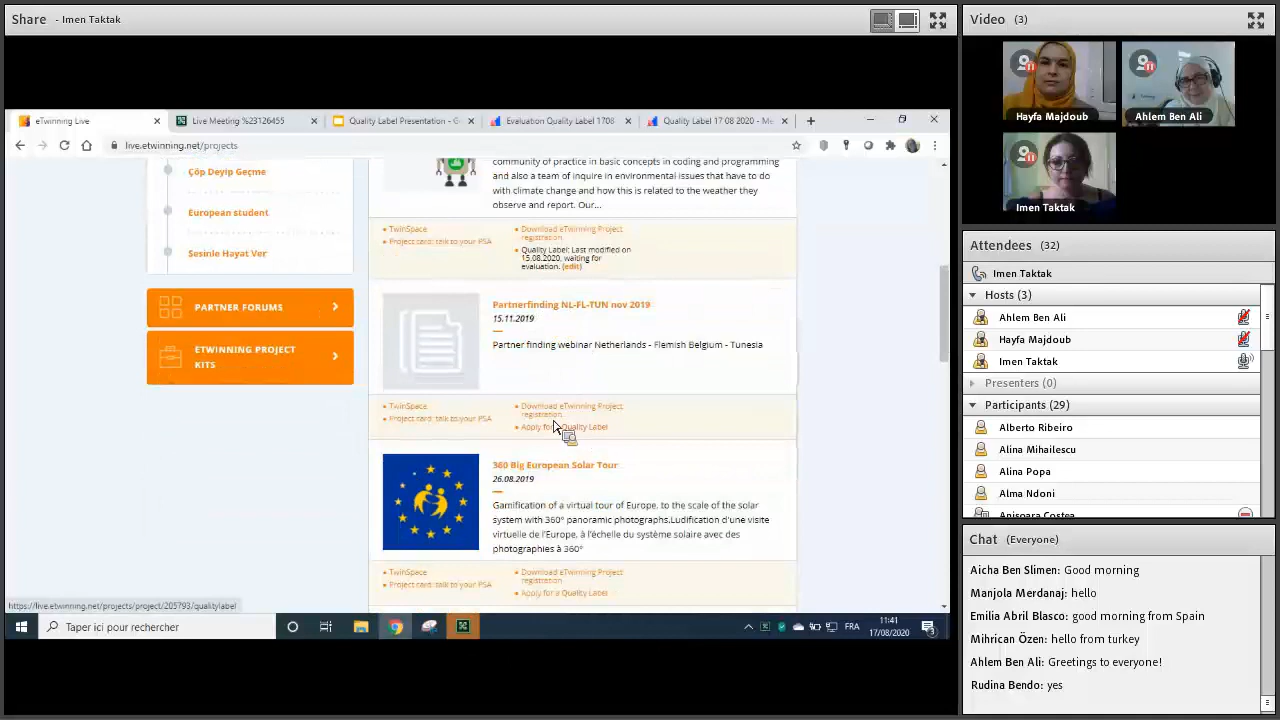 Share - Imen Taktak
eTwinning Live
Live Meeting %23126455
Quality Label Presentation - G
Evaluation Quality Label 1708
Quality Label 17 08 2020 - Me
live.etwinning.net/projects
Çöp Deyip Geçme
European student
Sesinle Hayat Ver
PARTNER FORUMS
ETWINNING PROJECT
KITS
community of practice in basic concepts in coding and programming
and also a team of inquire in environmental issues that have to do
with climate change and how this is related to the weather they
observe and report. Our...
TwinSpace
Project card: talk to your PSA
Download eTwinning Project
registration
Quality Label: Last modified on
15.08.2020, waiting for
evaluation. (edit)
Partnerfinding NL-FL-TUN nov 2019
15.11.2019
Partner finding webinar Netherlands - Flemish Belgium - Tunesia
TwinSpace
Project card: talk to your PSA
Download eTwinning Project
registration
Apply for Quality Label
360 Big European Solar Tour
26.08.2019
Gamification of a virtual tour of Europe, to the scale of the solar
system with 360° panoramic photographs.Ludification d'une visite
virtuelle de l'Europe, à l'échelle du système solaire avec des
photographies à 360°
TwinSpace
Project card: talk to your PSA
Download eTwinning Project
registration
Apply for a Quality Label
https://live.etwinning.net/projects/project/205793/qualitylabel
Taper ici pour rechercher
FRA
11:41
17/08/2020
3
Video (3)
Hayfa Majdoub
Ahlem Ben Ali
Imen Taktak
Attendees (32)
Imen Taktak
Hosts (3)
Ahlem Ben Ali
Hayfa Majdoub
Imen Taktak
Presenters (0)
Participants (29)
Alberto Ribeiro
Alina Mihailescu
Alina Popa
Alma Ndoni
Anisoara Costea
Chat (Everyone)
Aicha Ben Slimen: Good morning
Manjola Merdanaj: hello
Emilia Abril Blasco: good morning from Spain
Mihrican Özen: hello from turkey
Ahlem Ben Ali: Greetings to everyone!
Rudina Bendo: yes